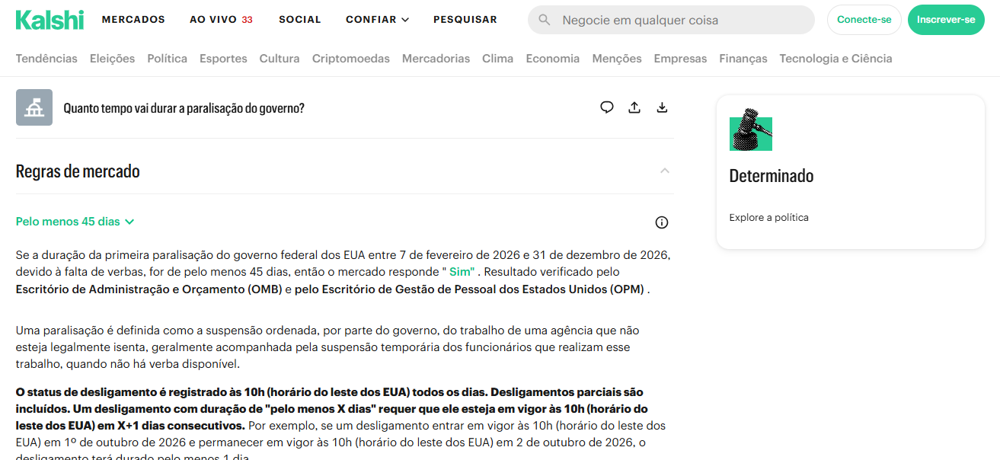 Kalshi MERCADOS AO VIVO 33 SOCIAL CONFIAR PESQUISAR Negocie em qualquer coisa Conecte-se Inscrever-se
Tendências Eleições Política Esportes Cultura Criptomoedas Mercadorias Clima Economia Menções Empresas Finanças Tecnologia e Ciência
Quanto tempo vai durar a paralisação do governo?
Regras de mercado
Pelo menos 45 dias
Se a duração da primeira paralisação do governo federal dos EUA entre 7 de fevereiro de 2026 e 31 de dezembro de 2026,
devido à falta de verbas, for de pelo menos 45 dias, então o mercado responde " Sim" . Resultado verificado pelo
Escritório de Administração e Orçamento (OMB) e pelo Escritório de Gestão de Pessoal dos Estados Unidos (OPM) .
Uma paralisação é definida como a suspensão ordenada, por parte do governo, do trabalho de uma agência que não
esteja legalmente isenta, geralmente acompanhada pela suspensão temporária dos funcionários que realizam esse
trabalho, quando não há verba disponível.
O status de desligamento é registrado às 10h (horário do leste dos EUA) todos os dias. Desligamentos parciais são
incluídos. Um desligamento com duração de "pelo menos X dias" requer que ele esteja em vigor às 10h (horário do
leste dos EUA) em X+1 dias consecutivos. Por exemplo, se um desligamento entrar em vigor às 10h (horário do leste dos
EUA) em 1º de outubro de 2026 e permanecer em vigor às 10h (horário do leste dos EUA) em 2 de outubro de 2026, o
desligamento terá durado pelo menos 1 dia.
Determinado
Explore a política